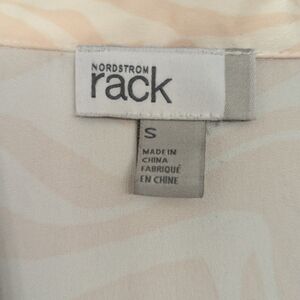 NORDSTROM
rack
S
MADE IN
CHINA
FABRIQUÉ
EN CHINE